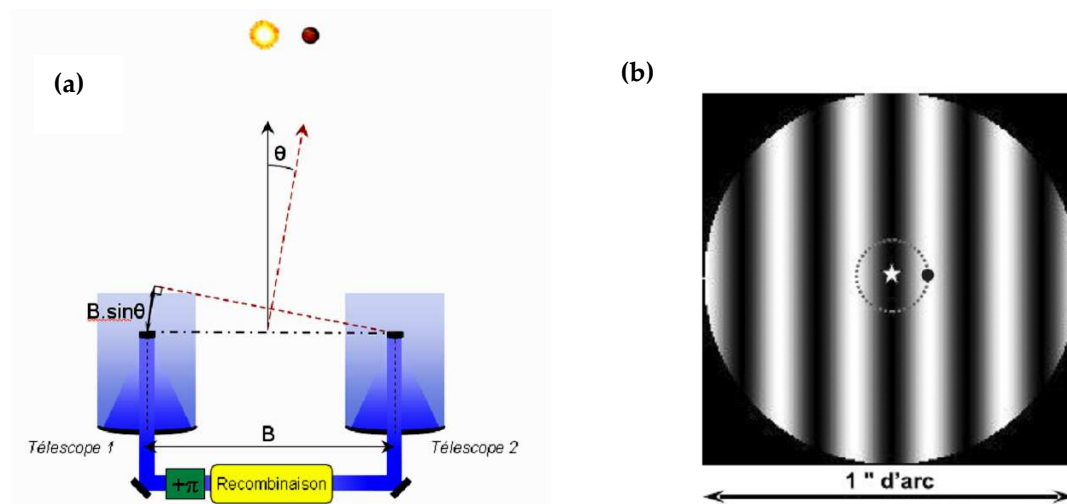 (a)
(b)
θ
B.sinθ
Télescope 1
B
Télescope 2
+π
Recombinaison
1 " d'arc